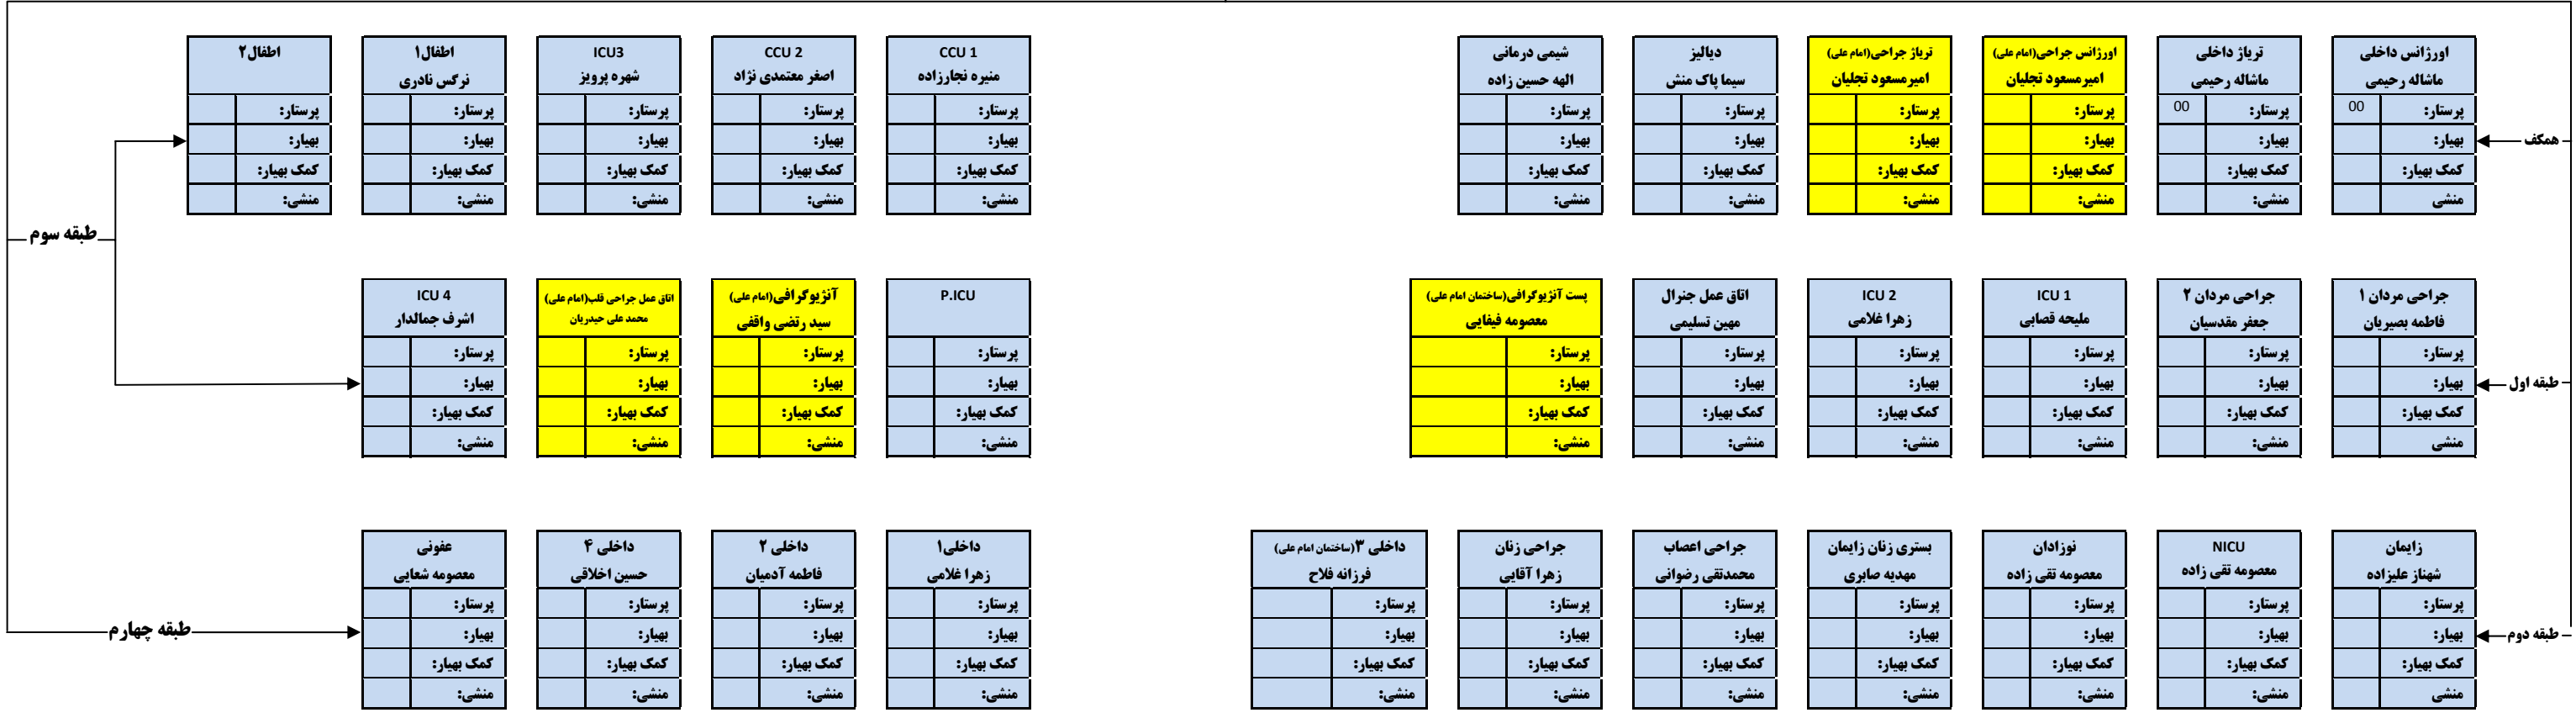 همکف
اورژانس داخلی
ماشاله رحیمی
پرستار: 00
بهیار:
کمک بهیار:
منشی
تریاژ داخلی
ماشاله رحیمی
پرستار: 00
بهیار:
کمک بهیار:
منشی:
اورژانس جراحی(امام علی)
امیرمسعود تجلیان
پرستار:
بهیار:
کمک بهیار:
منشی:
تریاژ جراحی(امام علی)
امیرمسعود تجلیان
پرستار:
بهیار:
کمک بهیار:
منشی:
دیالیز
سیما پاک منش
پرستار:
بهیار:
کمک بهیار:
منشی:
شیمی درمانی
الهه حسین زاده
پرستار:
بهیار:
کمک بهیار:
منشی:
طبقه اول
جراحی مردان ۱
فاطمه بصیریان
پرستار:
بهیار:
کمک بهیار:
منشی
جراحی مردان ۲
جعفر مقدسیان
پرستار:
بهیار:
کمک بهیار:
منشی:
ICU 1
ملیحه قصابی
پرستار:
بهیار:
کمک بهیار:
منشی:
ICU 2
زهرا غلامی
پرستار:
بهیار:
کمک بهیار:
منشی:
اتاق عمل جنرال
مهین تسلیمی
پرستار:
بهیار:
کمک بهیار:
منشی:
پست آنژیوگرافی(ساختمان امام علی)
معصومه فیفایی
پرستار:
بهیار:
کمک بهیار:
منشی:
طبقه دوم
زایمان
شهناز علیزاده
پرستار:
بهیار:
کمک بهیار:
منشی
NICU
معصومه تقی زاده
پرستار:
بهیار:
کمک بهیار:
منشی:
نوزادان
معصومه تقی زاده
پرستار:
بهیار:
کمک بهیار:
منشی:
بستری زنان زایمان
مهدیه صابری
پرستار:
بهیار:
کمک بهیار:
منشی:
جراحی اعصاب
محمدتقی رضوانی
پرستار:
بهیار:
کمک بهیار:
منشی:
جراحی زنان
زهرا آقایی
پرستار:
بهیار:
کمک بهیار:
منشی:
داخلی ۳(ساختمان امام علی)
فرزانه فلاح
پرستار:
بهیار:
کمک بهیار:
منشی:
طبقه سوم
CCU 1
منیره نجارزاده
پرستار:
بهیار:
کمک بهیار:
منشی:
CCU 2
اصغر معتمدی نژاد
پرستار:
بهیار:
کمک بهیار:
منشی:
ICU3
شهره پرویز
پرستار:
بهیار:
کمک بهیار:
منشی:
اطفال۱
نرگس نادری
پرستار:
بهیار:
کمک بهیار:
منشی:
اطفال۲
پرستار:
بهیار:
کمک بهیار:
منشی:
P.ICU
پرستار:
بهیار:
کمک بهیار:
منشی:
آنژیوگرافی(امام علی)
سید رتضی واقفی
پرستار:
بهیار:
کمک بهیار:
منشی:
اتاق عمل جراحی قلب(امام علی)
محمد علی حیدریان
پرستار:
بهیار:
کمک بهیار:
منشی:
ICU 4
اشرف جمالدار
پرستار:
بهیار:
کمک بهیار:
منشی:
طبقه چهارم
داخلی۱
زهرا غلامی
پرستار:
بهیار:
کمک بهیار:
منشی:
داخلی ۲
فاطمه آدمیان
پرستار:
بهیار:
کمک بهیار:
منشی:
داخلی ۴
حسین اخلاقی
پرستار:
بهیار:
کمک بهیار:
منشی:
عفونی
معصومه شعایی
پرستار:
بهیار:
کمک بهیار:
منشی: